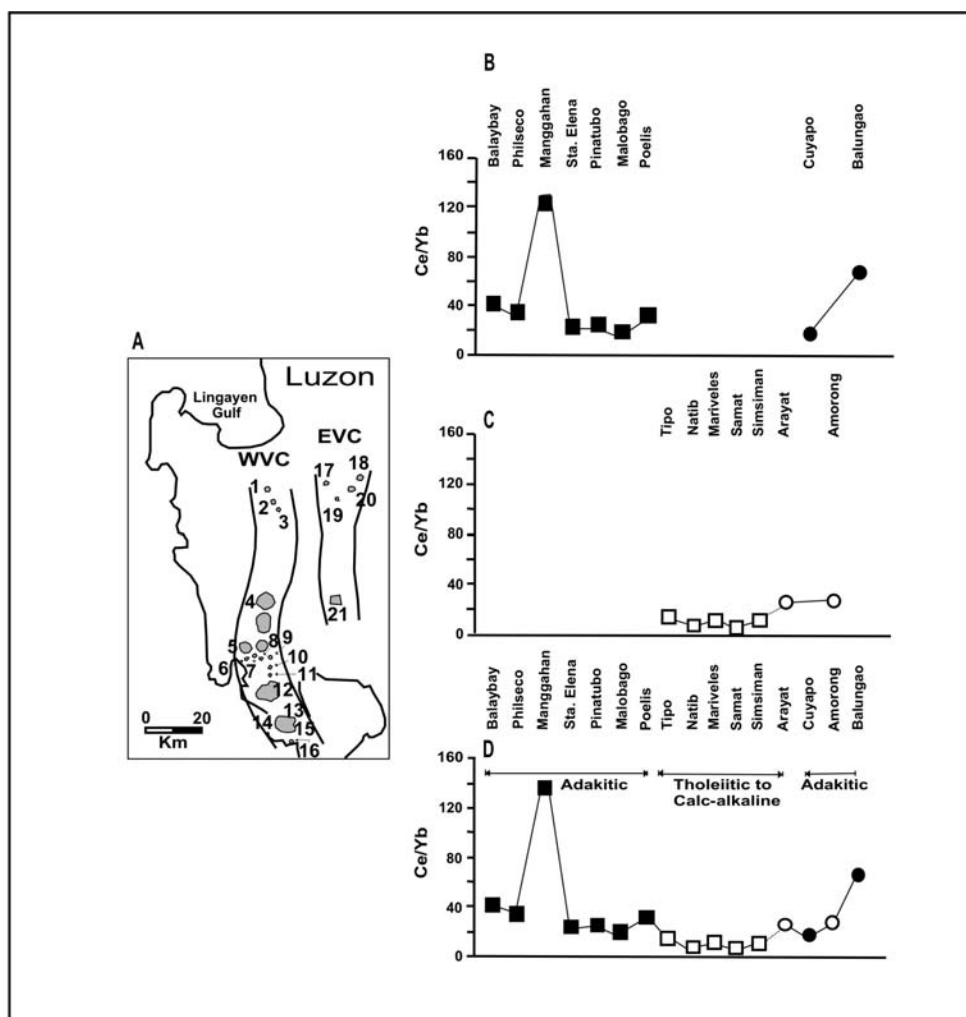 B
Balaybay
Philseco
Manggahan
Sta. Elena
Pinatubo
Malobago
Poelis
Cuyapo
Balungao
160
120
80
40
0
Ce/Yb
A
Luzon
Lingayen
Gulf
EVC
WVC
17
18
1
2
3
19
20
4
21
5
8
9
6
7
10
11
12
13
14
15
16
0 20
Km
C
Tipo
Natib
Mariveles
Samat
Simsiman
Arayat
Amorong
160
120
80
40
0
Ce/Yb
D
Balaybay
Philseco
Manggahan
Sta. Elena
Pinatubo
Malobago
Poelis
Tipo
Natib
Mariveles
Samat
Simsiman
Arayat
Cuyapo
Amorong
Balungao
Adakitic
Tholeiitic to
Calc-alkaline
Adakitic
160
120
80
40
0
Ce/Yb